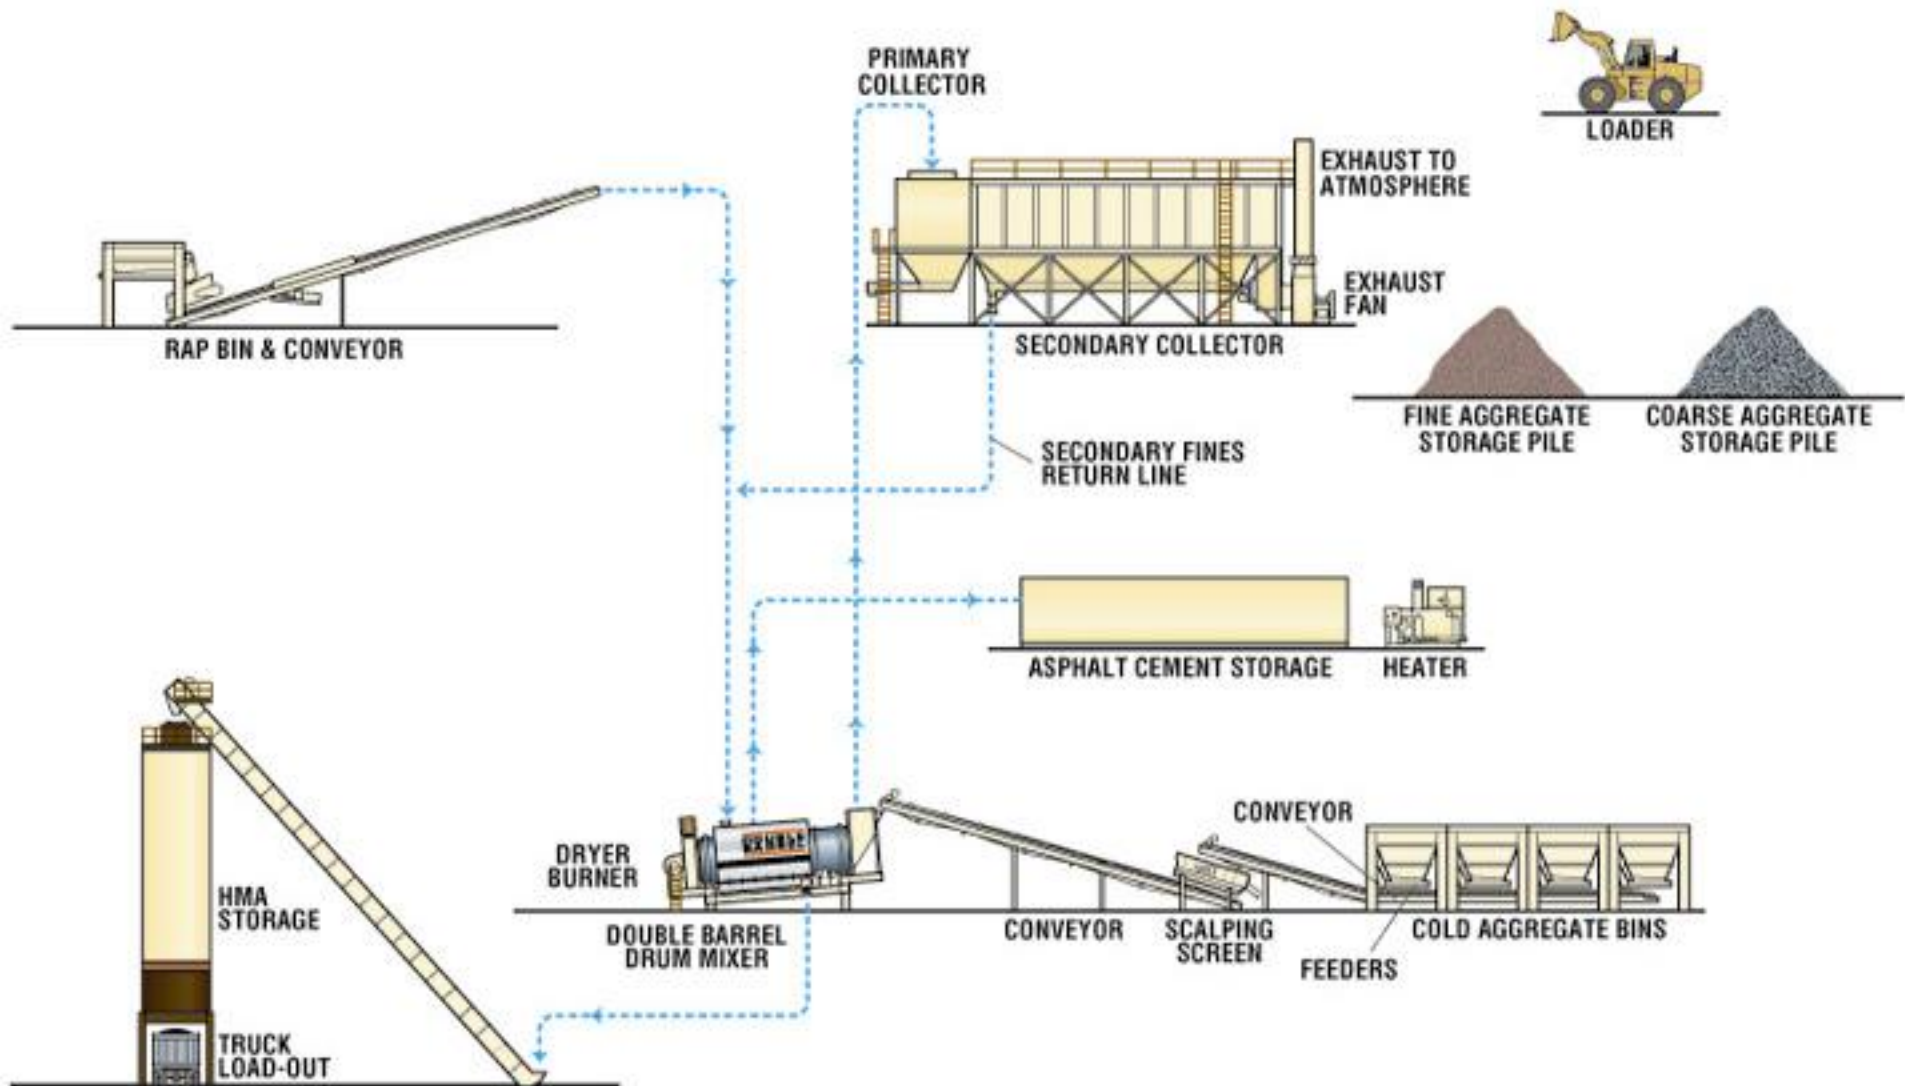 PRIMARY
COLLECTOR
LOADER
EXHAUST TO
ATMOSPHERE
EXHAUST
FAN
RAP BIN & CONVEYOR
SECONDARY COLLECTOR
FINE AGGREGATE
STORAGE PILE
COARSE AGGREGATE
STORAGE PILE
SECONDARY FINES
RETURN LINE
ASPHALT CEMENT STORAGE
HEATER
CONVEYOR
DRYER
BURNER
HMA
STORAGE
DOUBLE BARREL
DRUM MIXER
CONVEYOR
SCALPING
SCREEN
COLD AGGREGATE BINS
FEEDERS
TRUCK
LOAD-OUT